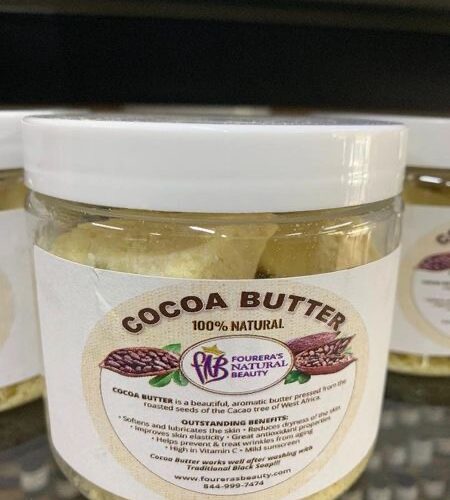 COCOA BUTTER
100% NATURAL
FNB
FOURERA'S
NATURAL
BEAUTY
COCOA BUTTER is a beautiful, aromatic butter pressed from the
roasted seeds of the Cacao tree of West Africa.
OUTSTANDING BENEFITS:
• Softens and lubricates the skin • Reduces dryness of the skin
• Improves skin elasticity • Great antioxidant properties
• Helps prevent & treat wrinkles from aging
• High in Vitamin C • Mild sunscreen
Cocoa Butter works well after washing with
Traditional Black Soap!!!
www.fourerasbeauty.com
844-999-7474